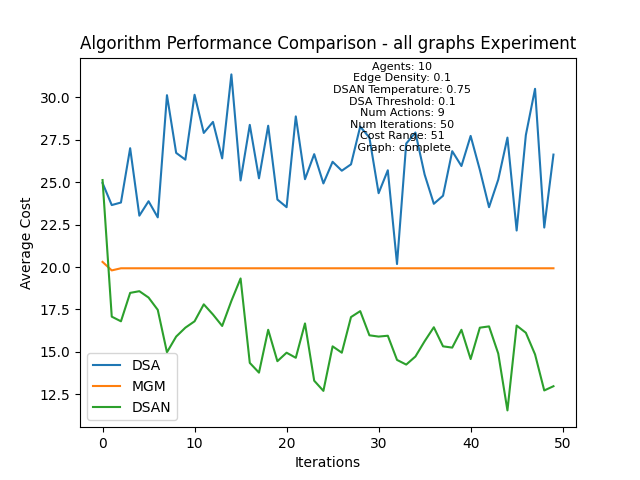 Algorithm Performance Comparison - all graphs Experiment
Agents: 10
Edge Density: 0.1
DSAN Temperature: 0.75
DSA Threshold: 0.1
Num Actions: 9
Num Iterations: 50
Cost Range: 51
Graph: complete
Average Cost
30.0
27.5
25.0
22.5
20.0
17.5
15.0
12.5
DSA
MGM
DSAN
0
10
20
30
40
50
Iterations